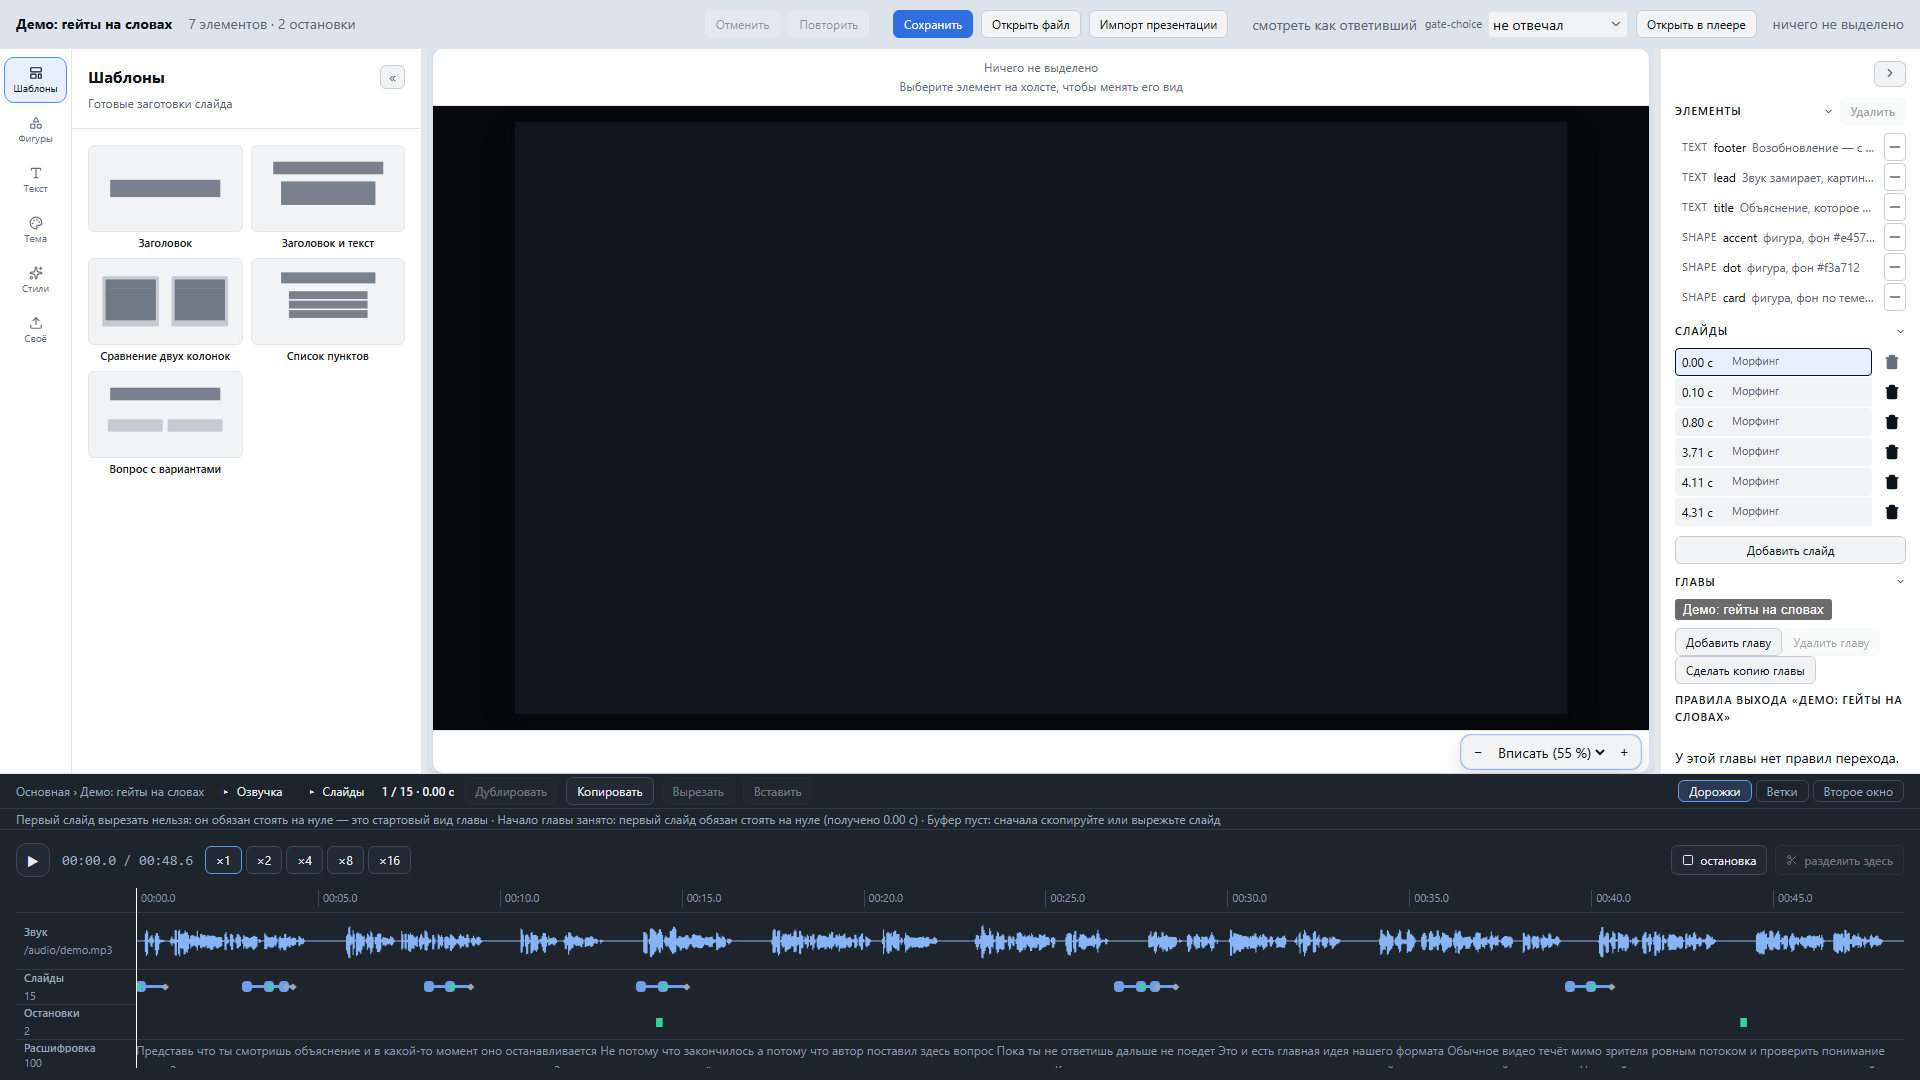 Демо: гейты на словах 7 элементов · 2 остановки Отменить Повторить Сохранить Открыть файл Импорт презентации смотреть как ответивший gate-choice не отвечал Открыть в плеере ничего не выделено
Шаблоны
Фигуры
Текст
Тема
Стили
Своё
Шаблоны «
Готовые заготовки слайда
Заголовок Заголовок и текст
Сравнение двух колонок Список пунктов
Вопрос с вариантами
Ничего не выделено
Выберите элемент на холсте, чтобы менять его вид
− Вписать (55 %) +
ЭЛЕМЕНТЫ Удалить
TEXT footer Возобновление — с ...
TEXT lead Звук замирает, картин...
TEXT title Объяснение, которое ...
SHAPE accent фигура, фон #e457...
SHAPE dot фигура, фон #f3a712
SHAPE card фигура, фон по теме...
СЛАЙДЫ
0.00 с Морфинг
0.10 с Морфинг
0.80 с Морфинг
3.71 с Морфинг
4.11 с Морфинг
4.31 с Морфинг
Добавить слайд
ГЛАВЫ
Демо: гейты на словах
Добавить главу Удалить главу
Сделать копию главы
ПРАВИЛА ВЫХОДА «ДЕМО: ГЕЙТЫ НА
СЛОВАХ»
У этой главы нет правил перехода.
Основная › Демо: гейты на словах Озвучка Слайды 1 / 15 · 0.00 с Дублировать Копировать Вырезать Вставить Дорожки Ветки Второе окно
Первый слайд вырезать нельзя: он обязан стоять на нуле — это стартовый вид главы · Начало главы занято: первый слайд обязан стоять на нуле (получено 0.00 с) · Буфер пуст: сначала скопируйте или вырежьте слайд
00:00.0 / 00:48.6 ×1 ×2 ×4 ×8 ×16 остановка разделить здесь
00:00.0 00:05.0 00:10.0 00:15.0 00:20.0 00:25.0 00:30.0 00:35.0 00:40.0 00:45.0
Звук
/audio/demo.mp3
Слайды
15
Остановки
2
Расшифровка
100
Представь что ты смотришь объяснение и в какой-то момент оно останавливается Не потому что закончилось а потому что автор поставил здесь вопрос Пока ты не ответишь дальше не поедет Это и есть главная идея нашего формата Обычное видео течёт мимо зрителя ровным потоком и проверить понимание